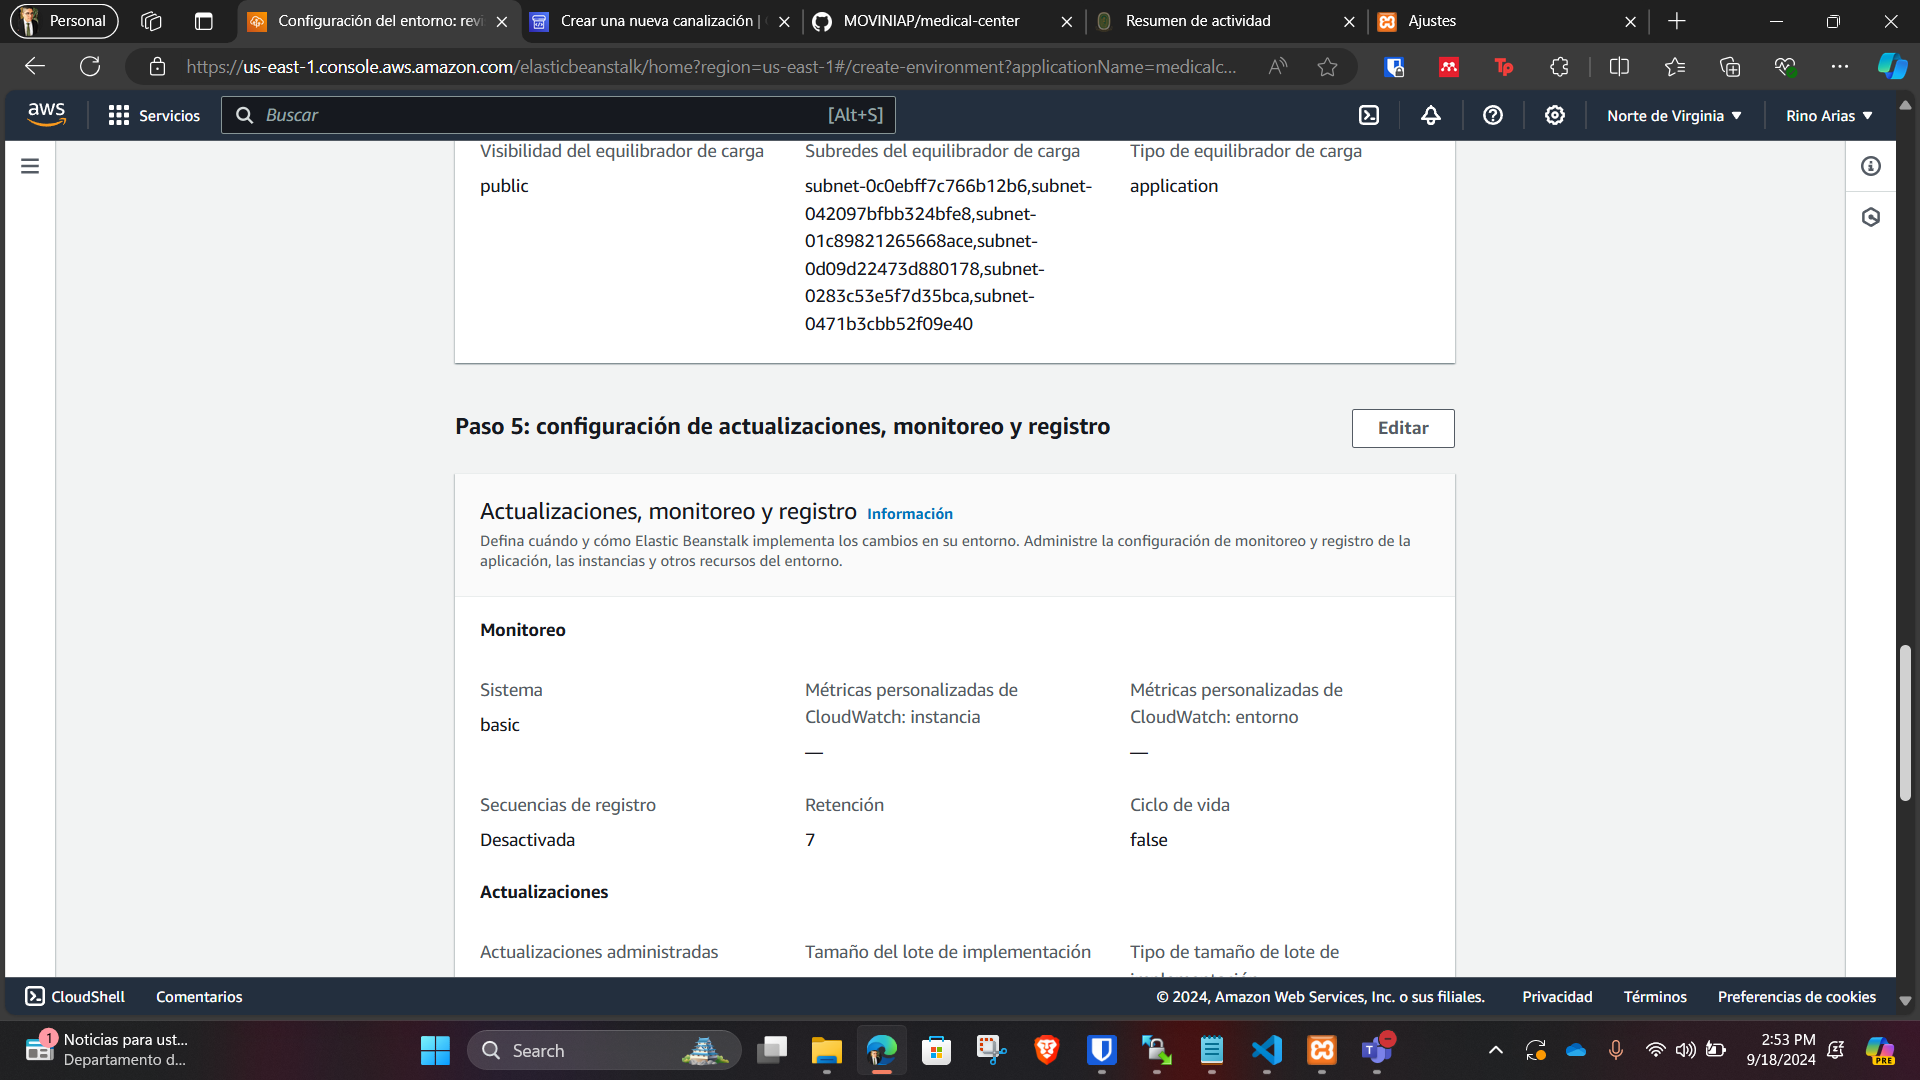 Personal
Configuración del entorno: revi
Crear una nueva canalización |
MOVINIAP/medical-center
Resumen de actividad
Ajustes
https://us-east-1.console.aws.amazon.com/elasticbeanstalk/home?region=us-east-1#/create-environment?applicationName=medicalc...
aws
Servicios
Buscar
[Alt+S]
Norte de Virginia
Rino Arias
Visibilidad del equilibrador de carga
public
Subredes del equilibrador de carga
subnet-0c0ebff7c766b12b6,subnet-
042097bfbb324bfe8,subnet-
01c89821265668ace,subnet-
0d09d22473d880178,subnet-
0283c53e5f7d35bca,subnet-
0471b3cbb52f09e40
Tipo de equilibrador de carga
application
Paso 5: configuración de actualizaciones, monitoreo y registro
Editar
Actualizaciones, monitoreo y registro Información
Defina cuándo y cómo Elastic Beanstalk implementa los cambios en su entorno. Administre la configuración de monitoreo y registro de la
aplicación, las instancias y otros recursos del entorno.
Monitoreo
Sistema
basic
Métricas personalizadas de
CloudWatch: instancia
—
Métricas personalizadas de
CloudWatch: entorno
—
Secuencias de registro
Desactivada
Retención
7
Ciclo de vida
false
Actualizaciones
Actualizaciones administradas
Tamaño del lote de implementación
Tipo de tamaño de lote de
CloudShell
Comentarios
© 2024, Amazon Web Services, Inc. o sus filiales.
Privacidad
Términos
Preferencias de cookies
1
Noticias para ust...
Departamento d...
Search
2:53 PM
9/18/2024
PRE